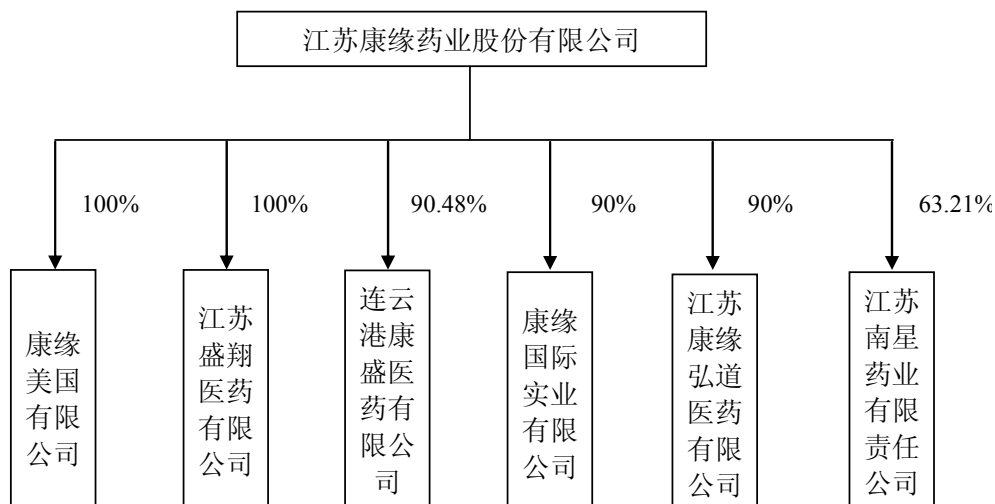 江苏康缘药业股份有限公司
100%
100%
90.48%
90%
90%
63.21%
康缘
美国
有限
公司
江苏
盛翔
医药
有限
公司
连云
港康
盛医
药有
限公
司
康缘
国际
实业
有限
公司
江苏
康缘
弘道
医药
有限
公司
江苏
南星
药业
有限
责任
公司